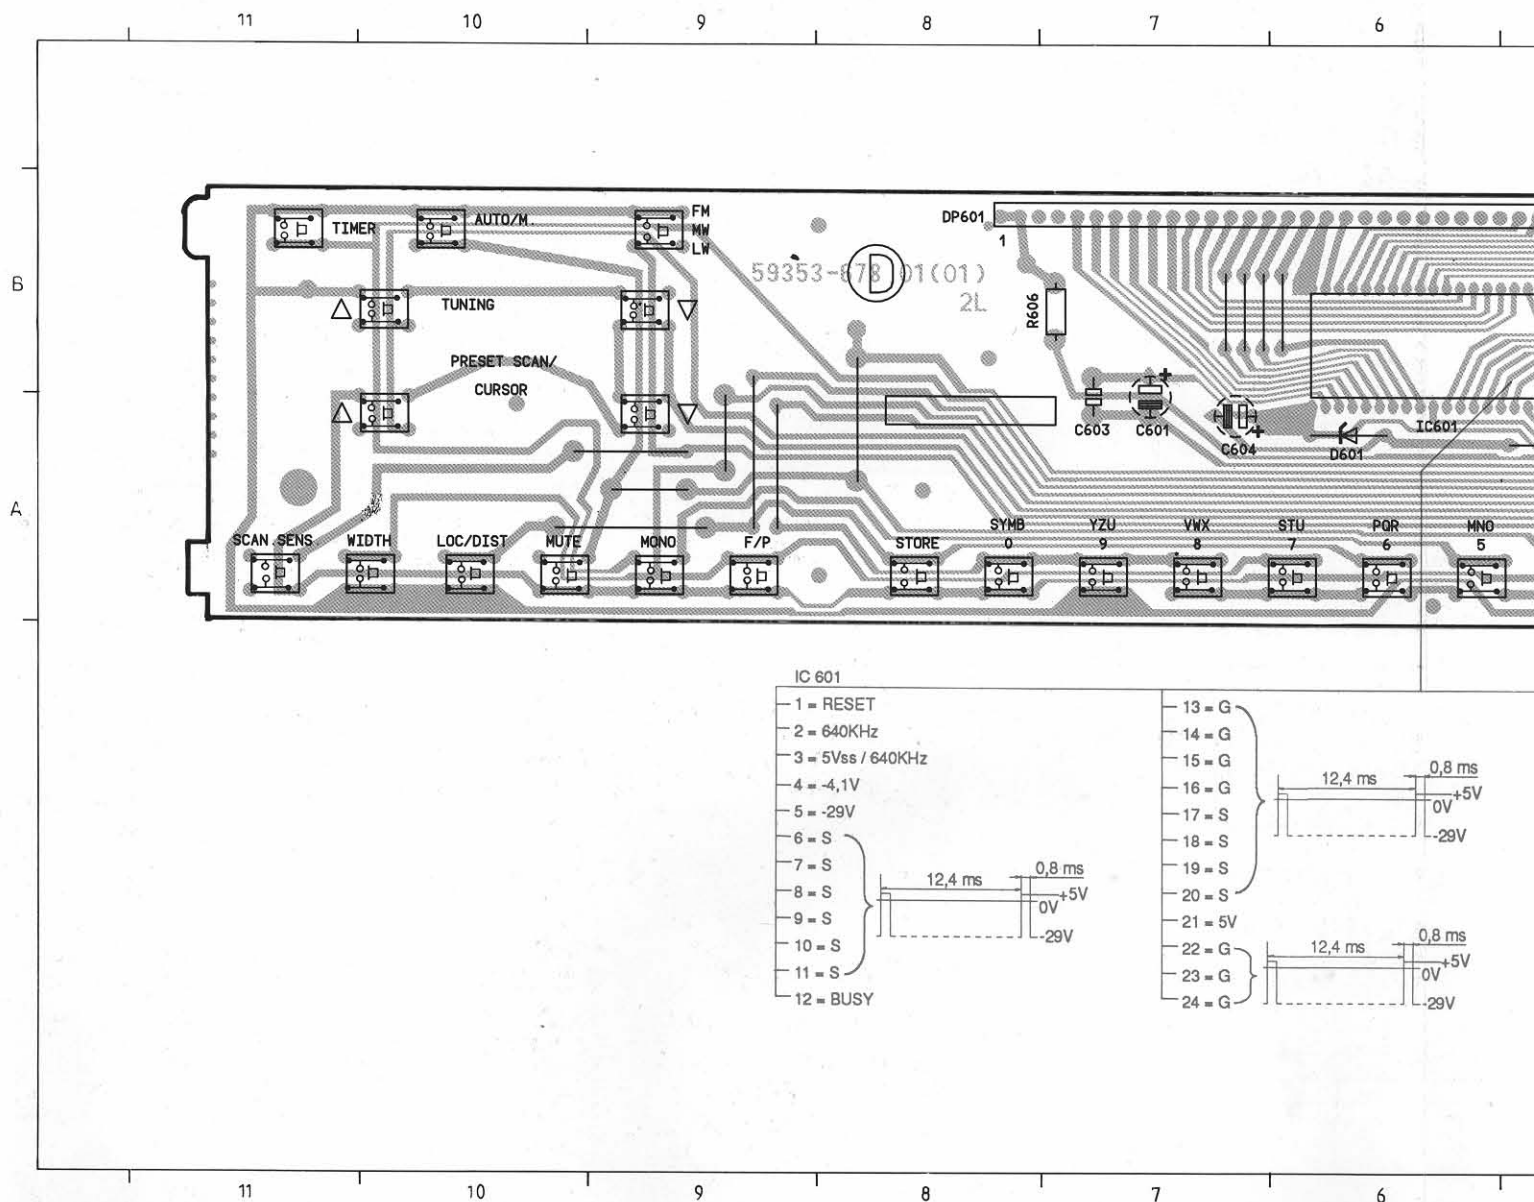 11 10 9 8 7 6
B
A
FM
TIMER AUTO/M. MW
LW
DP601
1
59353-678 01(01)
D
2L
TUNING
R606
PRESET SCAN/
CURSOR
+
C603 C601 C604 + D601 IC601
SYMB YZU VWX STU PQR MNO
SCAN.SENS WIDTH LOC/DIST MUTE MONO F/P STORE 0 9 8 7 6 5
IC 601
1 = RESET
2 = 640KHz
3 = 5Vss / 640KHz
4 = -4,1V
5 = -29V
6 = S
7 = S
8 = S
9 = S
10 = S
11 = S
12 = BUSY
12,4 ms 0,8 ms
+5V
0V
-29V
13 = G
14 = G
15 = G
16 = G
17 = S
18 = S
19 = S
20 = S
21 = 5V
22 = G
23 = G
24 = G
12,4 ms 0,8 ms
+5V
0V
-29V
12,4 ms 0,8 ms
+5V
0V
-29V
11 10 9 8 7 6